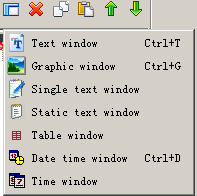 Text window Ctrl+T
Graphic window Ctrl+G
Single text window
Static text window
Table window
Date time window Ctrl+D
Time window